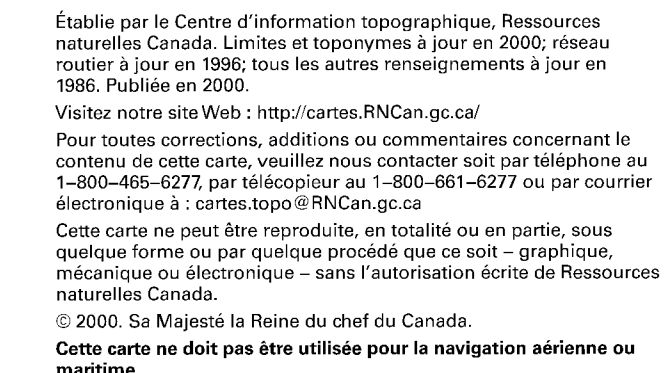 Établie par le Centre d'information topographique, Ressources
naturelles Canada. Limites et toponymes à jour en 2000; réseau
routier à jour en 1996; tous les autres renseignements à jour en
1986. Publiée en 2000.
Visitez notre site Web : http://cartes.RNCan.gc.ca/
Pour toutes corrections, additions ou commentaires concernant le
contenu de cette carte, veuillez nous contacter soit par téléphone au
1–800–465–6277, par télécopieur au 1–800–661–6277 ou par courrier
électronique à : cartes.topo@RNCan.gc.ca
Cette carte ne peut être reproduite, en totalité ou en partie, sous
quelque forme ou par quelque procédé que ce soit – graphique,
mécanique ou électronique – sans l'autorisation écrite de Ressources
naturelles Canada.
© 2000. Sa Majesté la Reine du chef du Canada.
Cette carte ne doit pas être utilisée pour la navigation aérienne ou
maritime